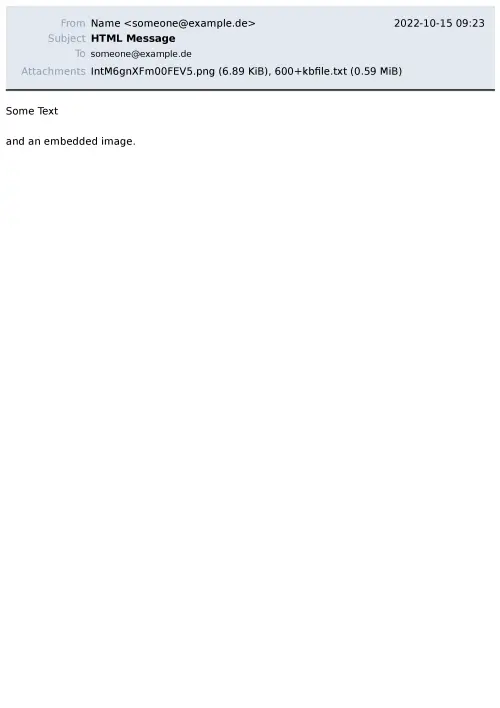 From Name <someone@example.de> 2022-10-15 09:23
Subject HTML Message
To someone@example.de
Attachments IntM6gnXFm00FEV5.png (6.89 KiB), 600+kbfile.txt (0.59 MiB)
Some Text
and an embedded image.